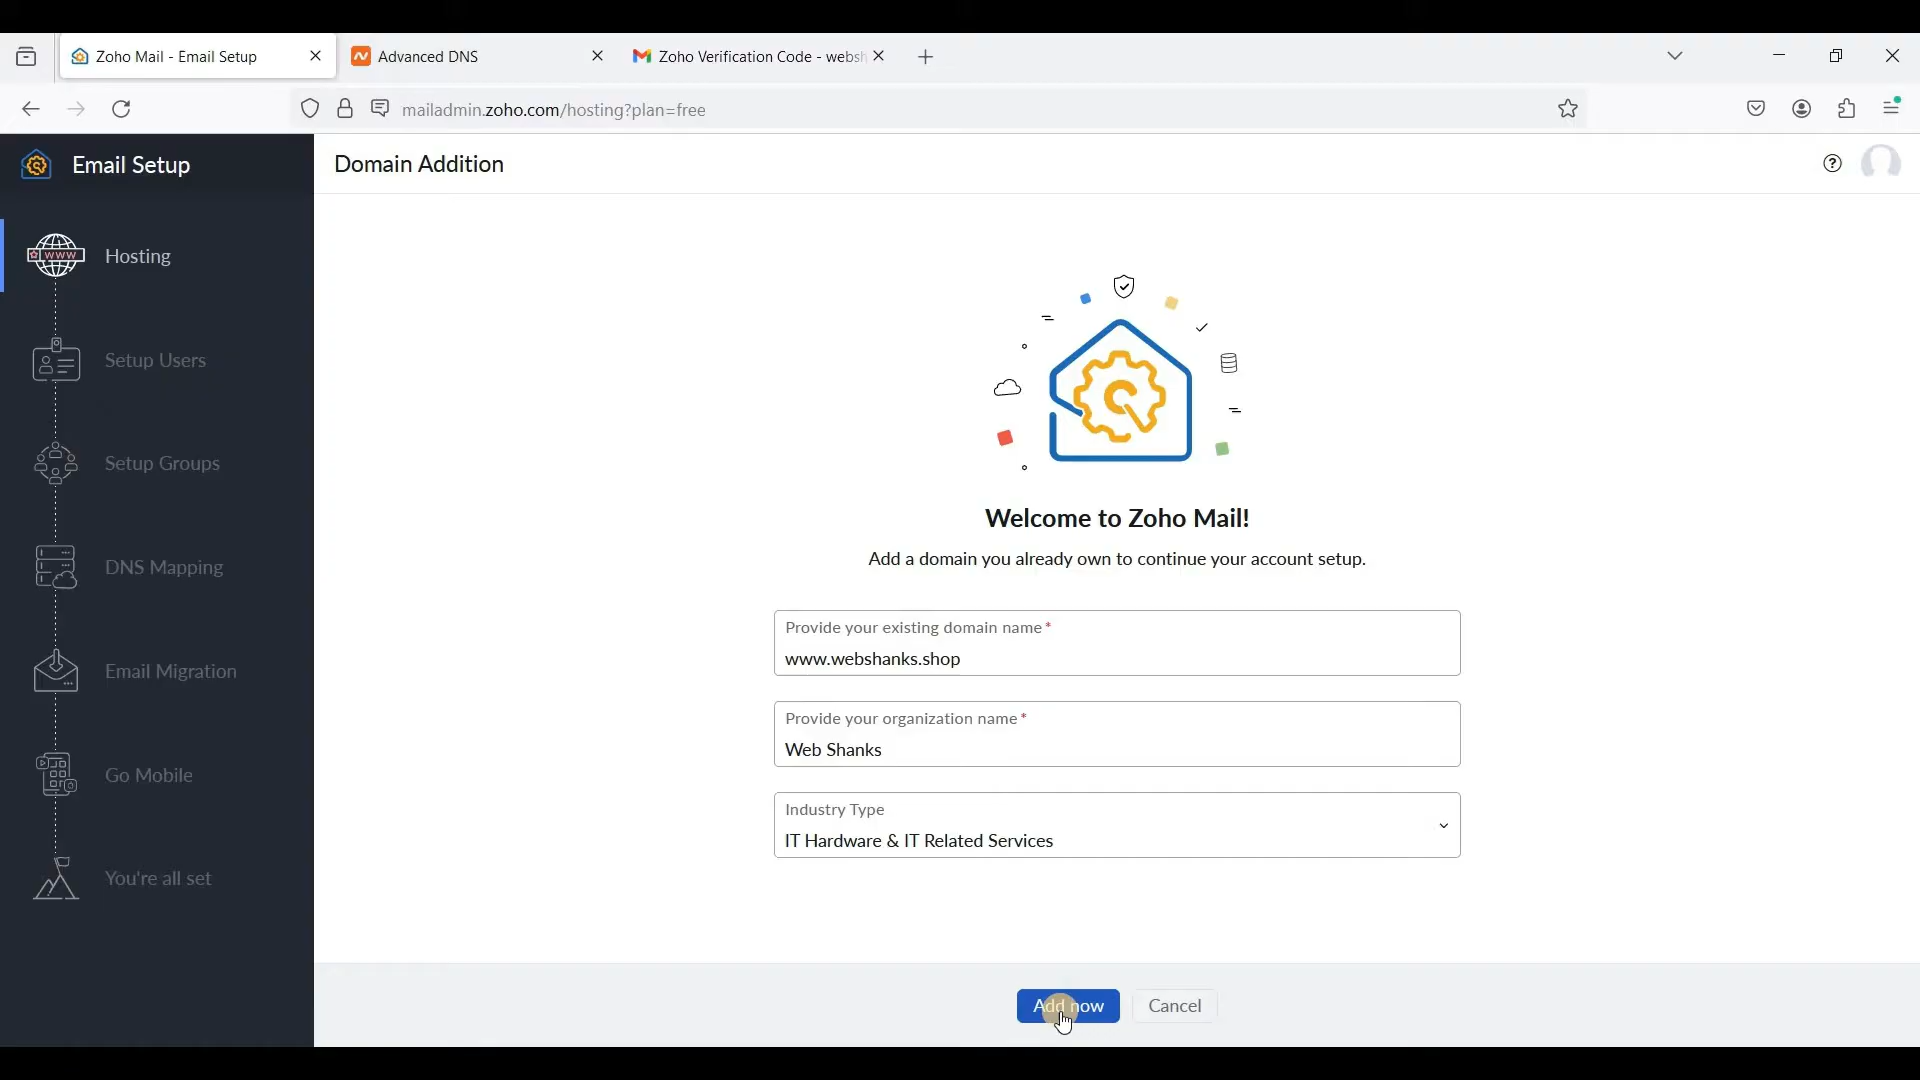 Zoho Mail - Email Setup
Advanced DNS
Zoho Verification Code - websh
mailadmin.zoho.com/hosting?plan=free
Email Setup
Domain Addition
Hosting
WWW
Setup Users
Setup Groups
DNS Mapping
Email Migration
Go Mobile
You're all set
Welcome to Zoho Mail!
Add a domain you already own to continue your account setup.
Provide your existing domain name*
www.webshanks.shop
Provide your organization name*
Web Shanks
Industry Type
IT Hardware & IT Related Services
Add now
Cancel